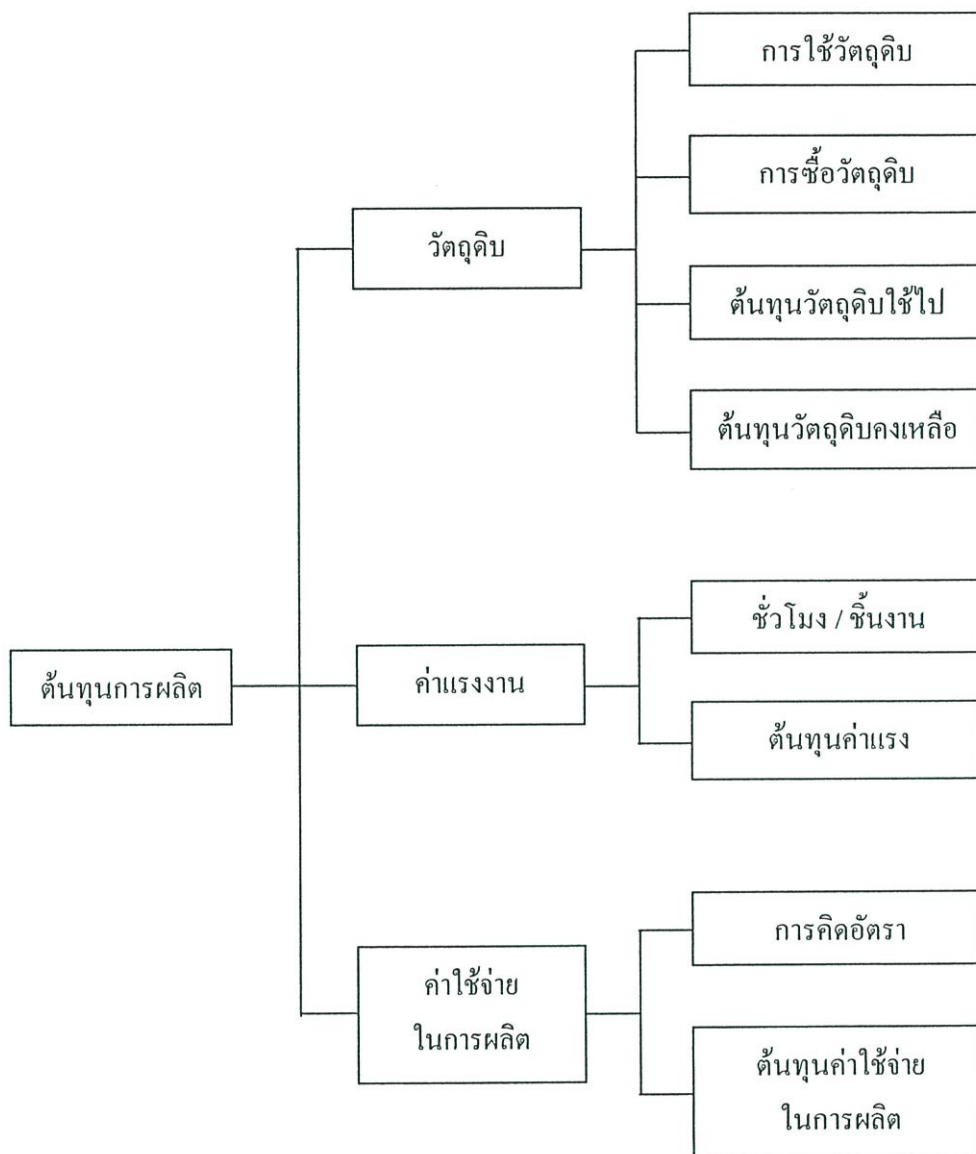 การใช้วัตถุดิบ
การซื้อวัตถุดิบ
วัตถุดิบ
ต้นทุนวัตถุดิบใช้ไป
ต้นทุนวัตถุดิบคงเหลือ
ชั่วโมง / ชิ้นงาน
ต้นทุนการผลิต
ค่าแรงงาน
ต้นทุนค่าแรง
การคิดอัตรา
ค่าใช้จ่าย
ในการผลิต
ต้นทุนค่าใช้จ่าย
ในการผลิต